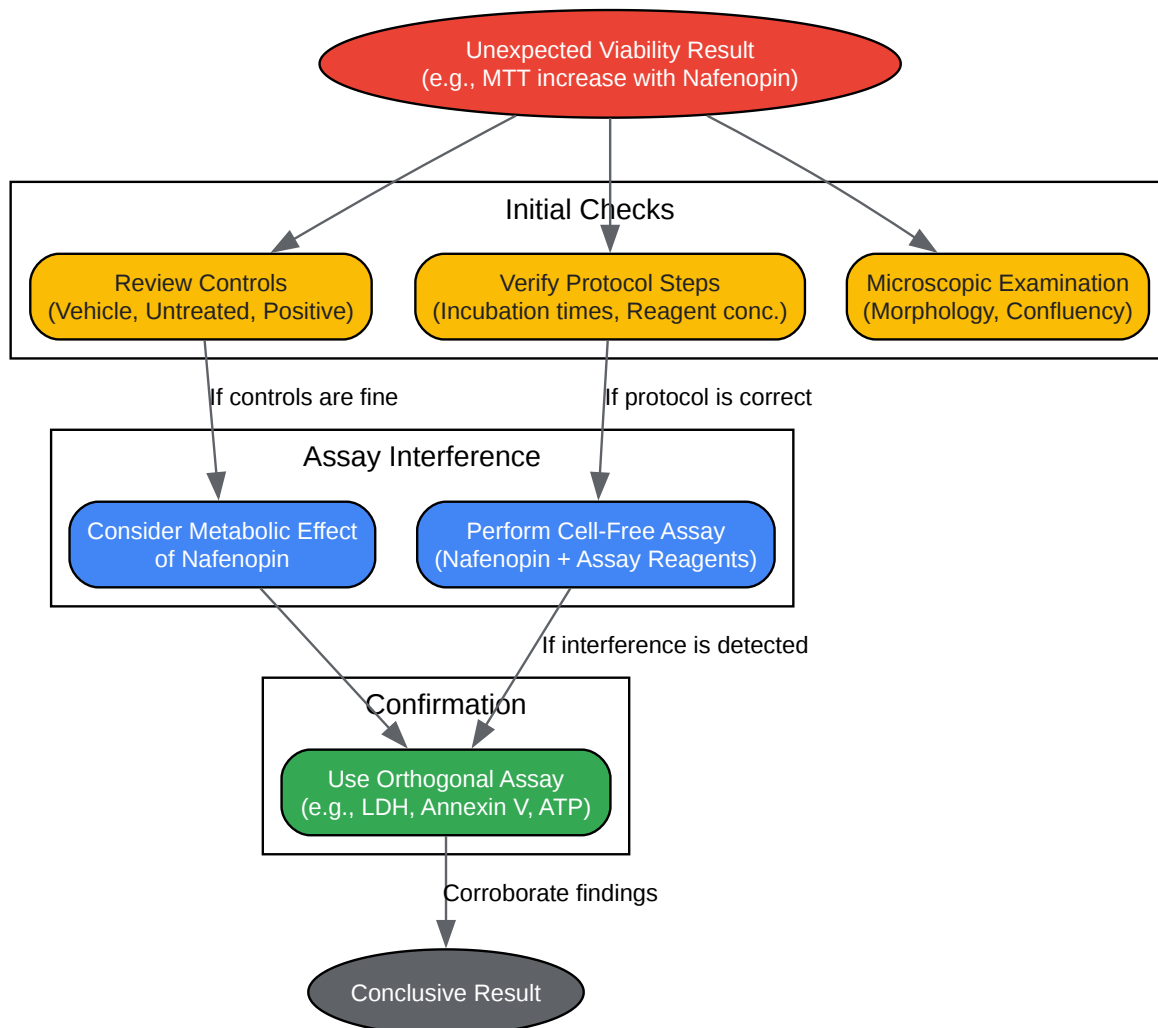 Unexpected Viability Result
(e.g., MTT increase with Nafenopin)
Initial Checks
Review Controls
(Vehicle, Untreated, Positive)
Verify Protocol Steps
(Incubation times, Reagent conc.)
Microscopic Examination
(Morphology, Confluency)
If controls are fine
If protocol is correct
Assay Interference
Consider Metabolic Effect
of Nafenopin
Perform Cell-Free Assay
(Nafenopin + Assay Reagents)
If interference is detected
Confirmation
Use Orthogonal Assay
(e.g., LDH, Annexin V, ATP)
Corroborate findings
Conclusive Result